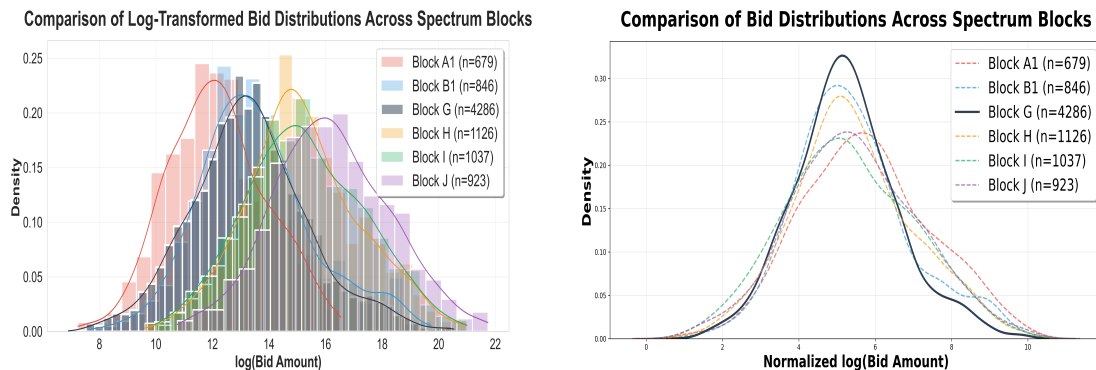 Comparison of Log-Transformed Bid Distributions Across Spectrum Blocks
Density
0.25
0.20
0.15
0.10
0.05
0.00
8 10 12 14 16 18 20 22
log(Bid Amount)
Block A1 (n=679)
Block B1 (n=846)
Block G (n=4286)
Block H (n=1126)
Block I (n=1037)
Block J (n=923)
Comparison of Bid Distributions Across Spectrum Blocks
Density
0.30
0.25
0.20
0.15
0.10
0.05
0.00
0 2 4 6 8 10
Normalized log(Bid Amount)
Block A1 (n=679)
Block B1 (n=846)
Block G (n=4286)
Block H (n=1126)
Block I (n=1037)
Block J (n=923)